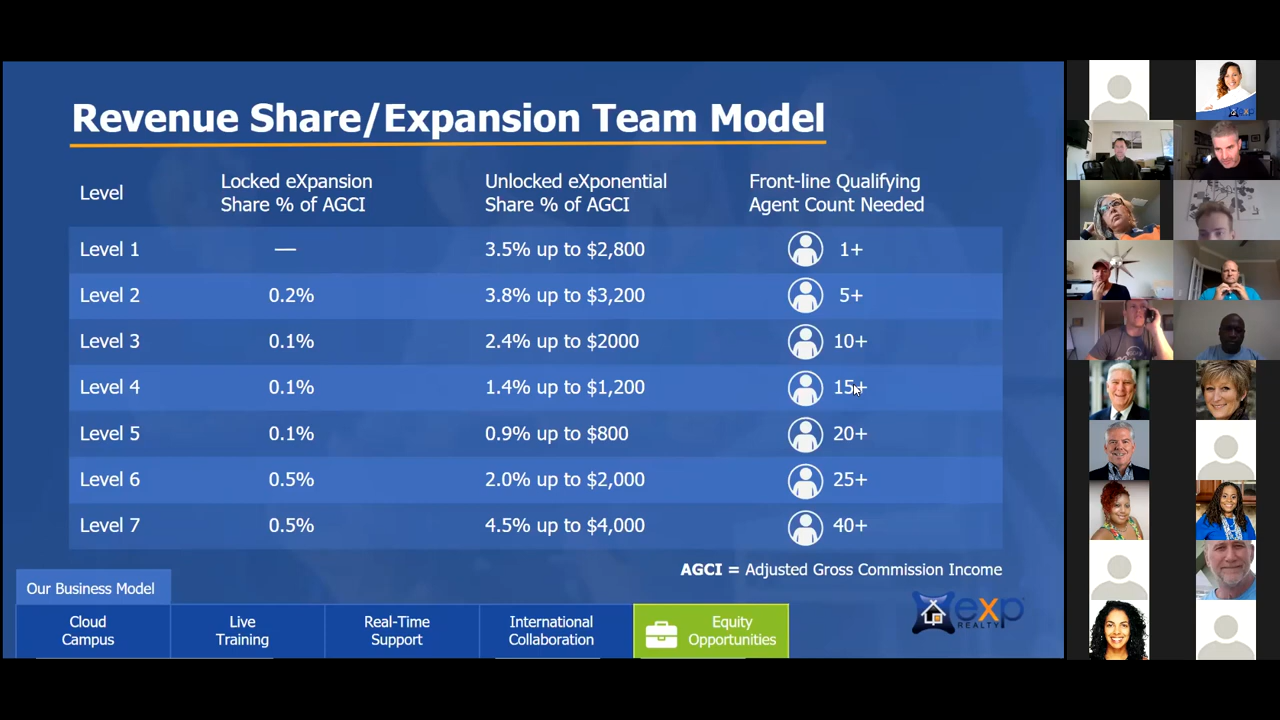 Revenue Share/Expansion Team Model
Level
Locked eXpansion
Share % of AGCI
Unlocked eXponential
Share % of AGCI
Front-line Qualifying
Agent Count Needed
Level 1 — 3.5% up to $2,800 1+
Level 2 0.2% 3.8% up to $3,200 5+
Level 3 0.1% 2.4% up to $2000 10+
Level 4 0.1% 1.4% up to $1,200 15+
Level 5 0.1% 0.9% up to $800 20+
Level 6 0.5% 2.0% up to $2,000 25+
Level 7 0.5% 4.5% up to $4,000 40+
AGCI = Adjusted Gross Commission Income
Our Business Model
Cloud
Campus
Live
Training
Real-Time
Support
International
Collaboration
Equity
Opportunities
eXp
REALTY
exp